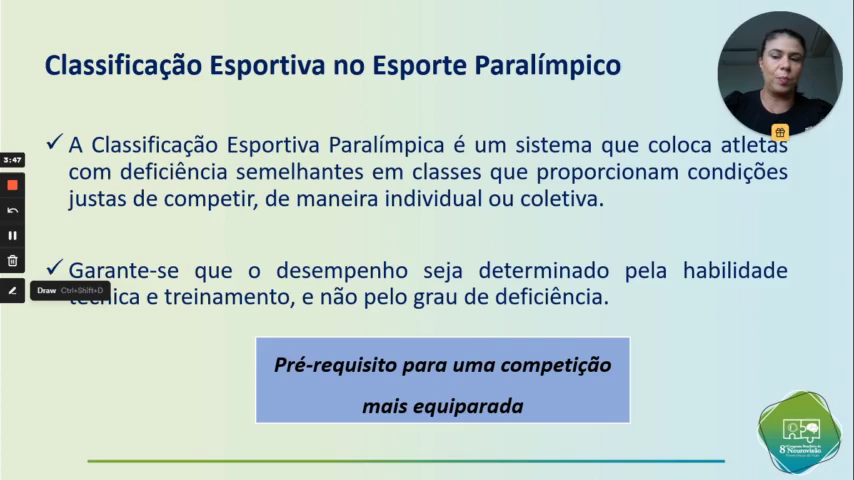 Classificação Esportiva no Esporte Paralímpico
A Classificação Esportiva Paralímpica é um sistema que coloca atletas
com deficiência semelhantes em classes que proporcionam condições
justas de competir, de maneira individual ou coletiva.
3:47
Garante-se que o desempenho seja determinado pela habilidade
técnica e treinamento, e não pelo grau de deficiência.
Draw Ctrl+Shift+D
Pré-requisito para uma competição
mais equiparada
8º
Neurovisão